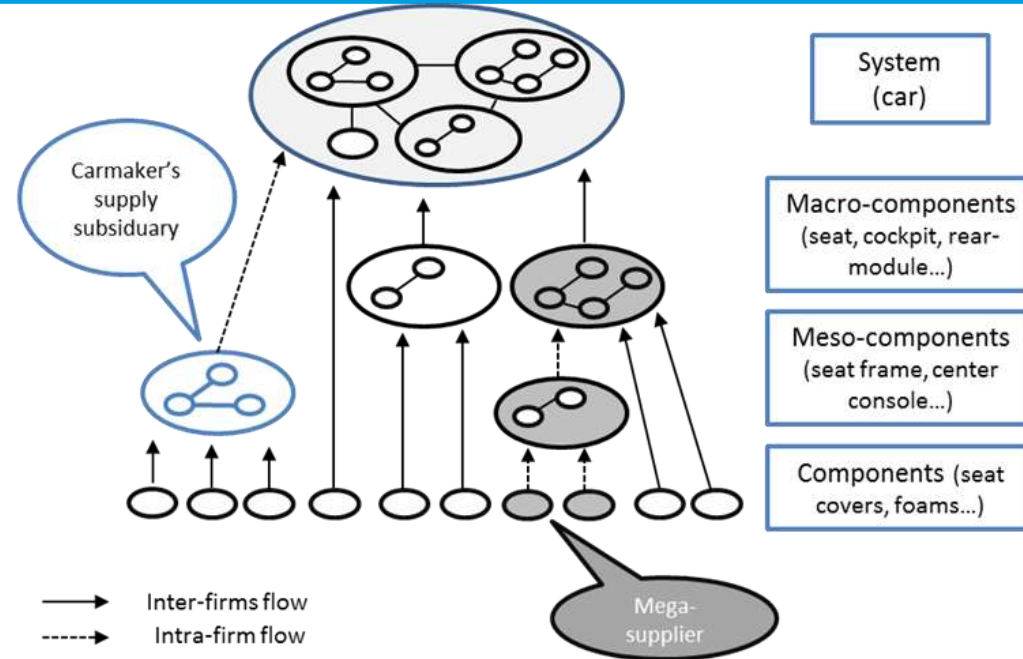 System
(car)
Carmaker's
supply
subsiduary
Macro-components
(seat, cockpit, rear-
module...)
Meso-components
(seat frame, center
console...)
Components (seat
covers, foams...)
Inter-firms flow
Intra-firm flow
Mega-
supplier